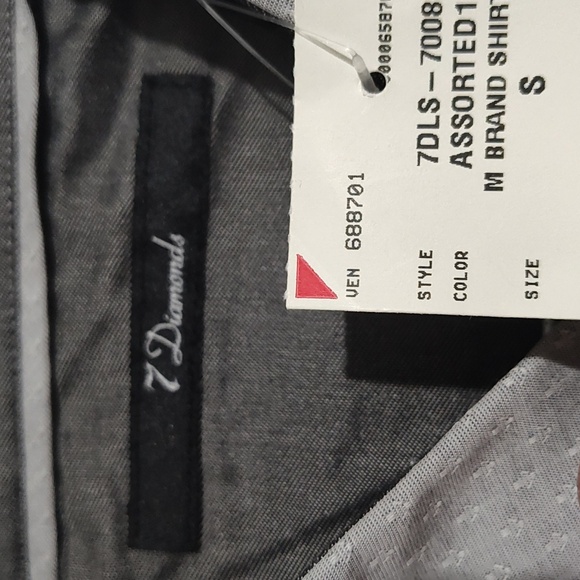 7 Diamonds
VEN 688701
STYLE 7DLS-7008
COLOR ASSORTED1
M BRAND SHIRT
SIZE S